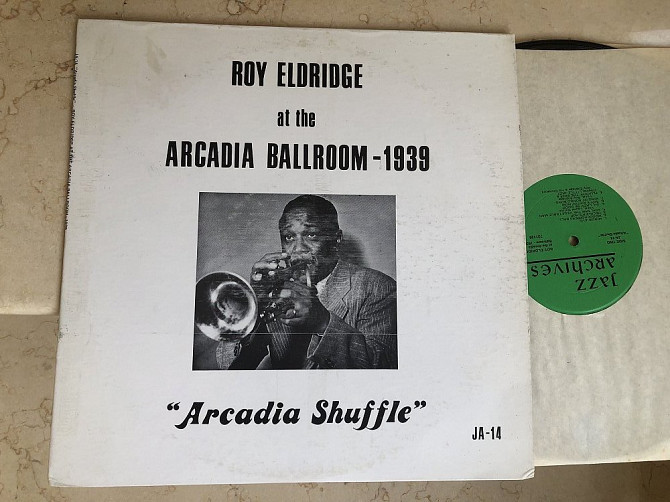 ROY ELDRIDGE
at the
ARCADIA BALLROOM - 1939
"Arcadia Shuffle"
JA-14
JAZZ
ARCHIVES